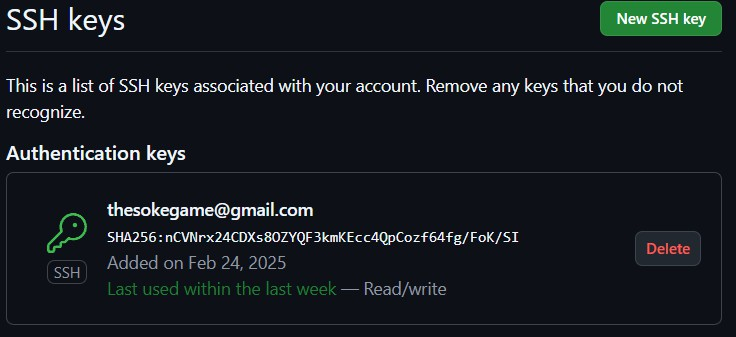 SSH keys
New SSH key
This is a list of SSH keys associated with your account. Remove any keys that you do not
recognize.
Authentication keys
thesokegame@gmail.com
SHA256:nCVNrx24CDXs8OZYQF3kmKEcc4QpCozf64fg/FoK/SI
Added on Feb 24, 2025
Last used within the last week — Read/write
SSH
Delete